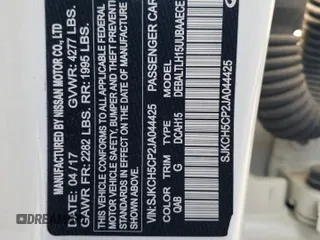 MANUFACTURED BY NISSAN MOTOR CO., LTD.
DATE: 04/17 GVWR: 4277 LBS.
GAWR FR: 2282 LBS. RR: 1995 LBS.
THIS VEHICLE CONFORMS TO ALL APPLICABLE
FEDERAL MOTOR VEHICLE SAFETY, BUMPER, AND
THEFT PREVENTION STANDARDS IN EFFECT ON
THE DATE OF MANUFACTURE
SHOWN ABOVE.
VIN: SJKCH5CP2JA044425 PASSENGER CAR
COLOR TRIM
QAB G DCAH15 DEBALTLH15UUBAAECE
SJKCH5CP2JA044425